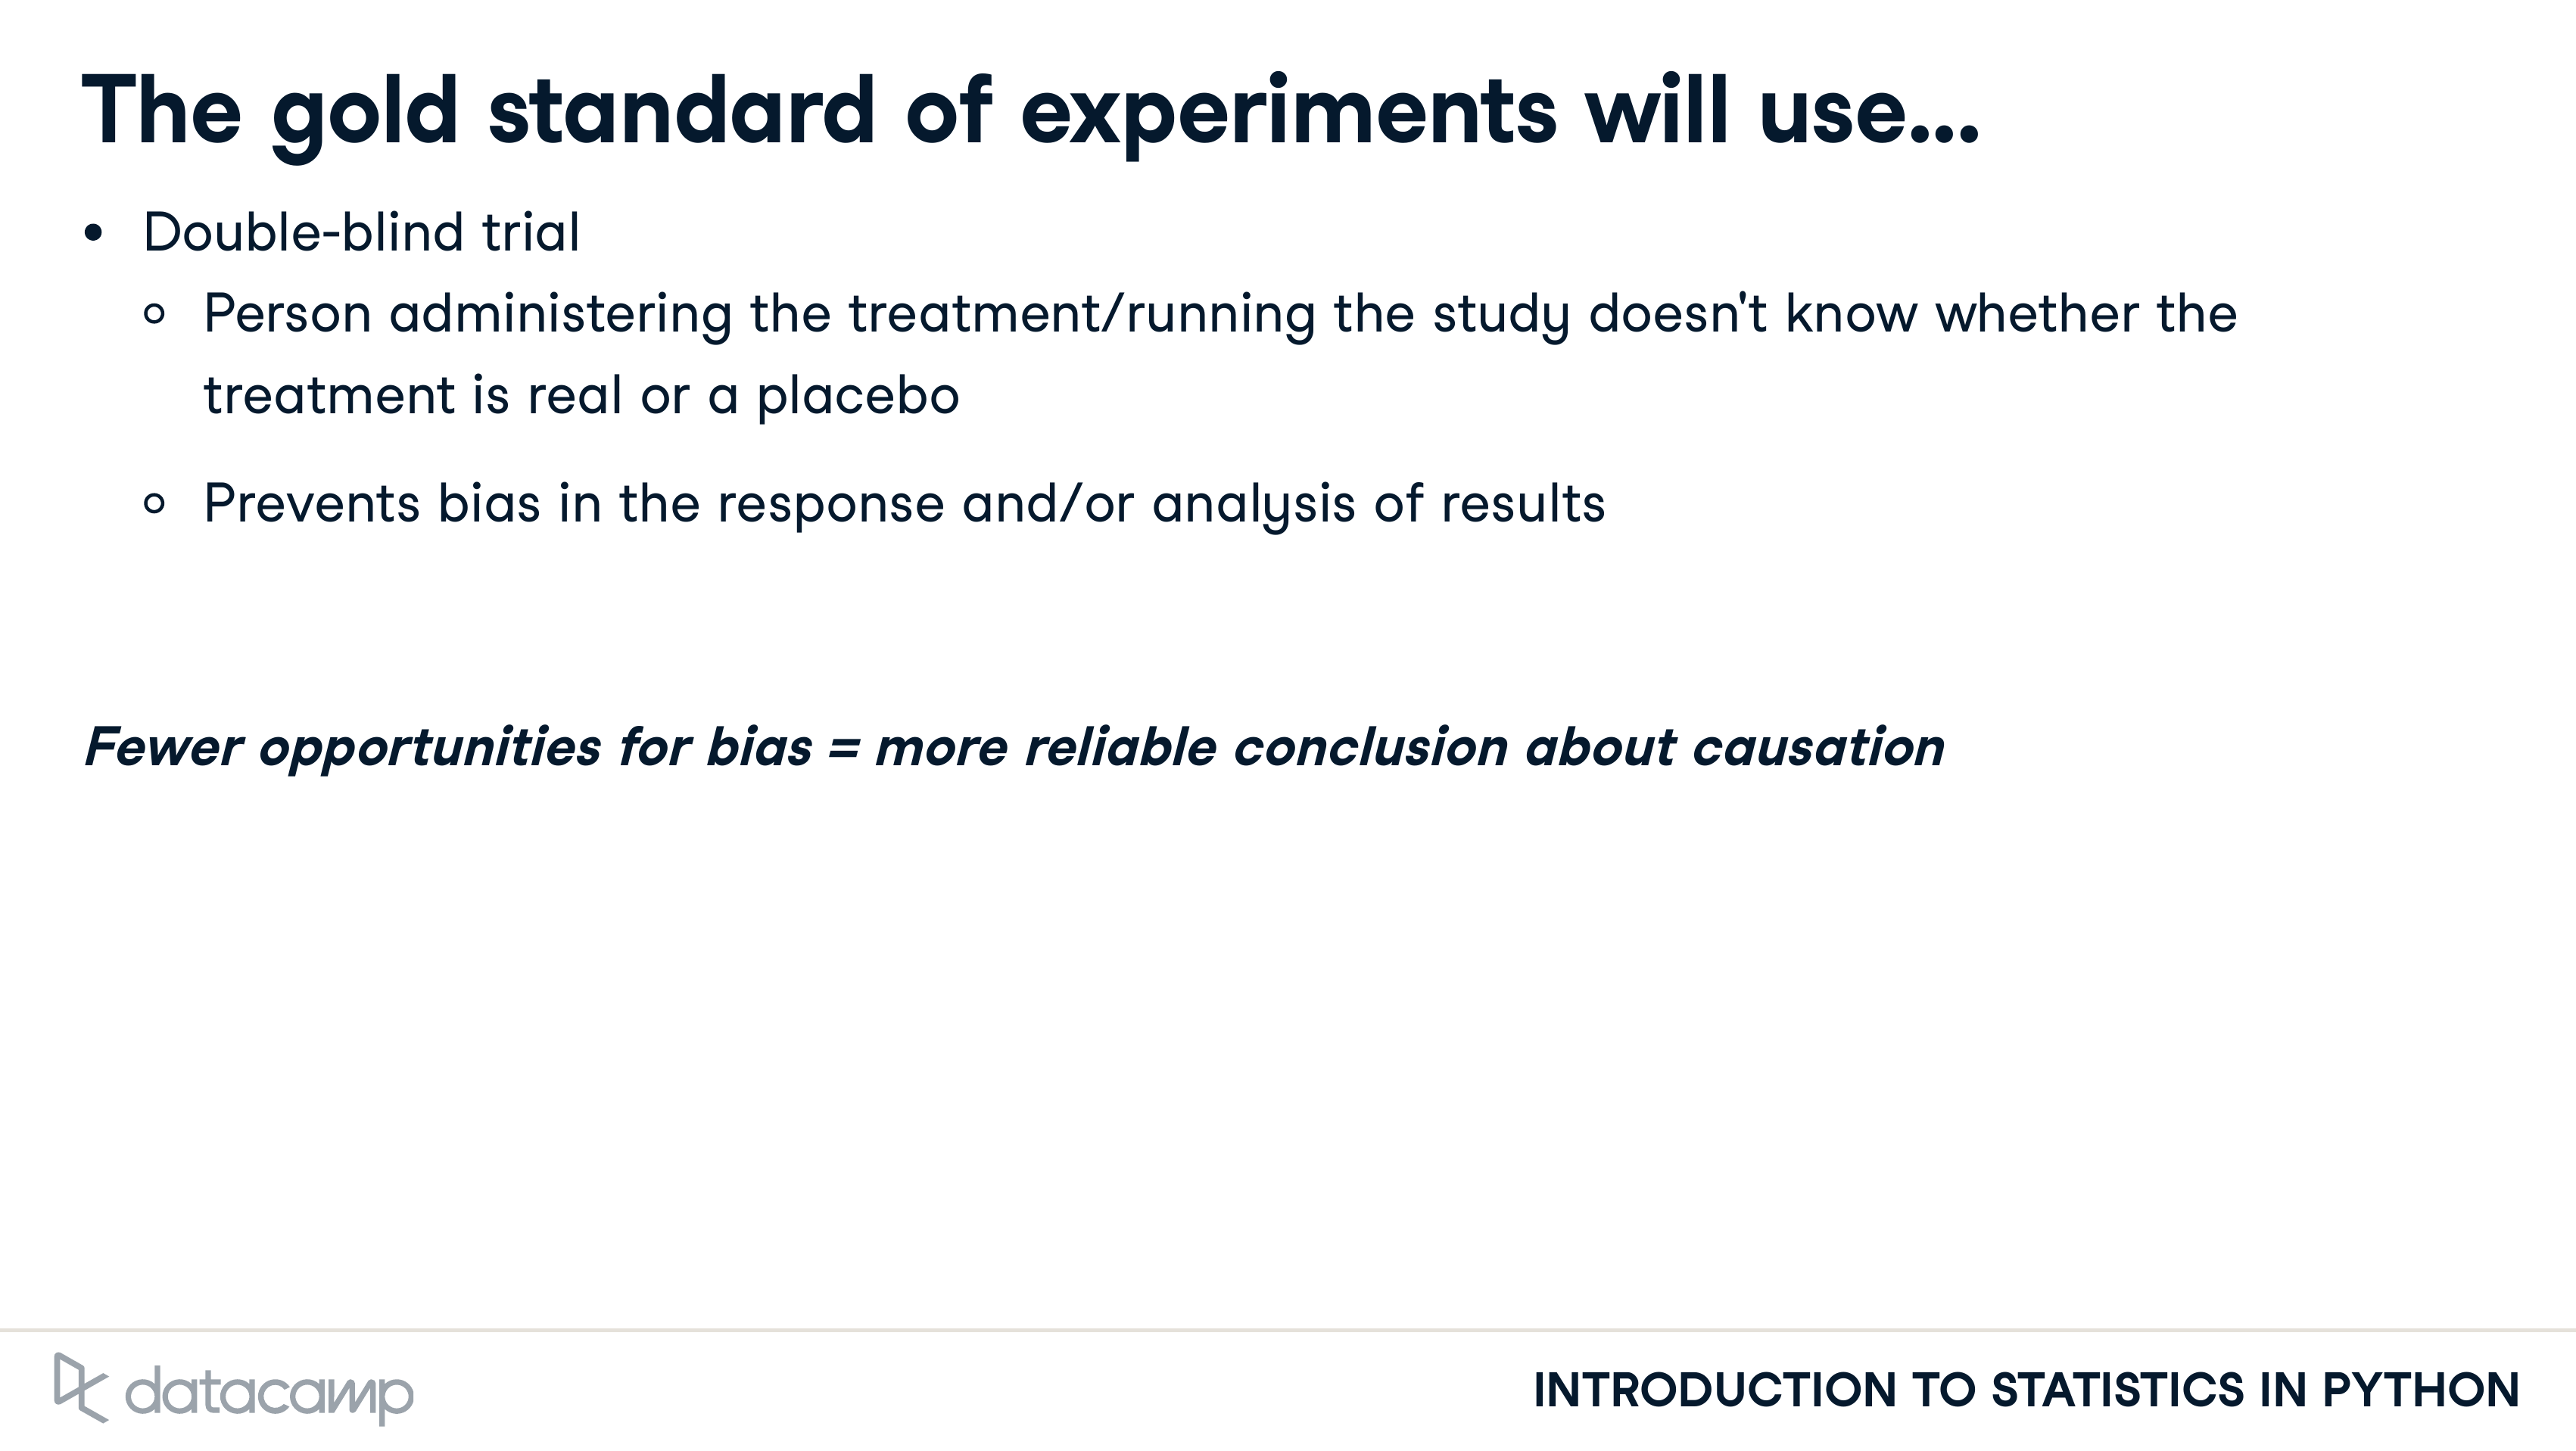 The gold standard of experiments will use...
• Double-blind trial
○ Person administering the treatment/running the study doesn't know whether the
treatment is real or a placebo
○ Prevents bias in the response and/or analysis of results
Fewer opportunities for bias = more reliable conclusion about causation
datacamp
INTRODUCTION TO STATISTICS IN PYTHON